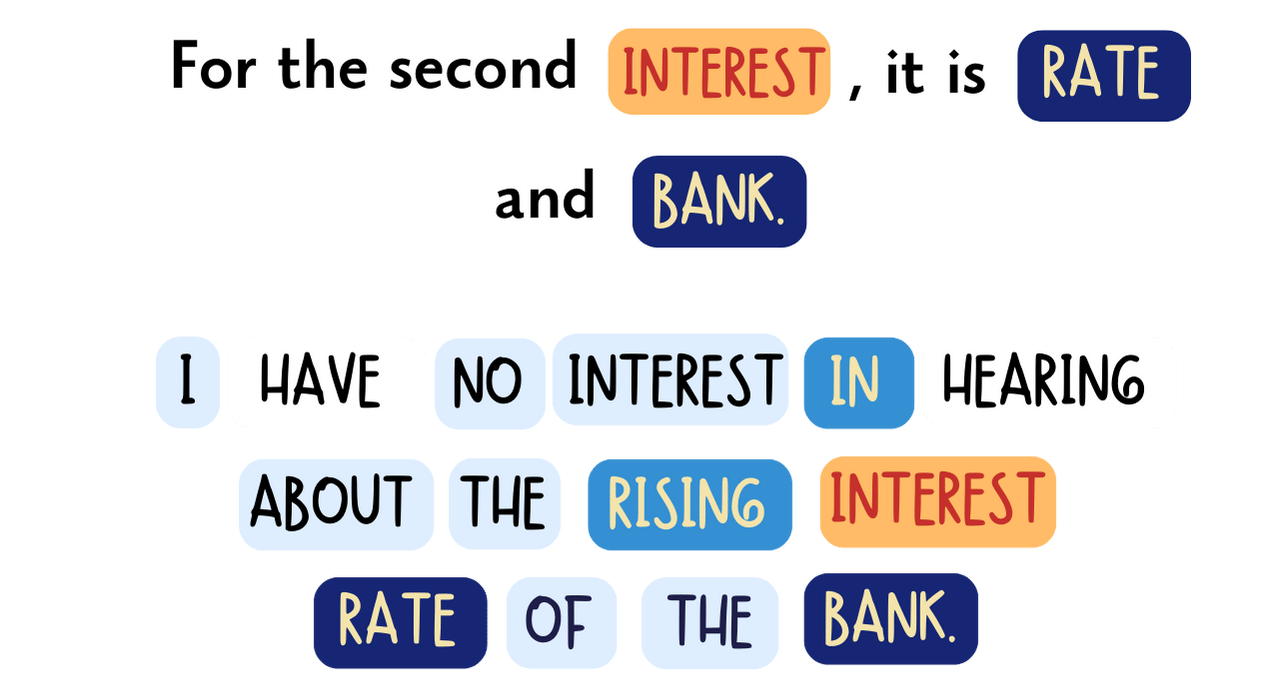 For the second INTEREST, it is RATE
and BANK.
I HAVE NO INTEREST IN HEARING
ABOUT THE RISING INTEREST
RATE OF THE BANK.